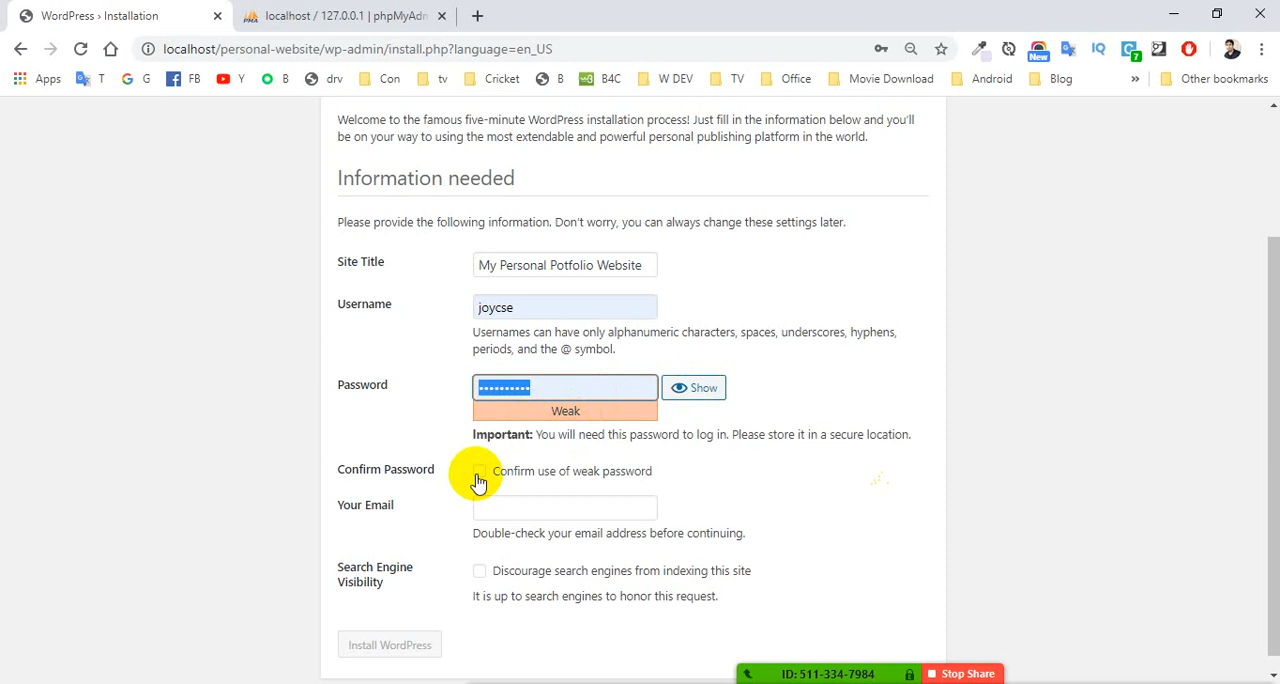 WordPress › Installation
localhost / 127.0.0.1 | phpMyAdm
localhost/personal-website/wp-admin/install.php?language=en_US
New
IQ
7
Apps
T
G
FB
Y
B
drv
Con
tv
Cricket
B
B4C
W DEV
TV
Office
Movie Download
Android
Blog
»
Other bookmarks
Welcome to the famous five-minute WordPress installation process! Just fill in the information below and you'll
be on your way to using the most extendable and powerful personal publishing platform in the world.
Information needed
Please provide the following information. Don't worry, you can always change these settings later.
Site Title
My Personal Potfolio Website
Username
joycse
Usernames can have only alphanumeric characters, spaces, underscores, hyphens,
periods, and the @ symbol.
Password
••••••••••
Show
Weak
Important: You will need this password to log in. Please store it in a secure location.
Confirm Password
Confirm use of weak password
Your Email
Double-check your email address before continuing.
Search Engine
Visibility
Discourage search engines from indexing this site
It is up to search engines to honor this request.
Install WordPress
ID: 511-334-7984
Stop Share